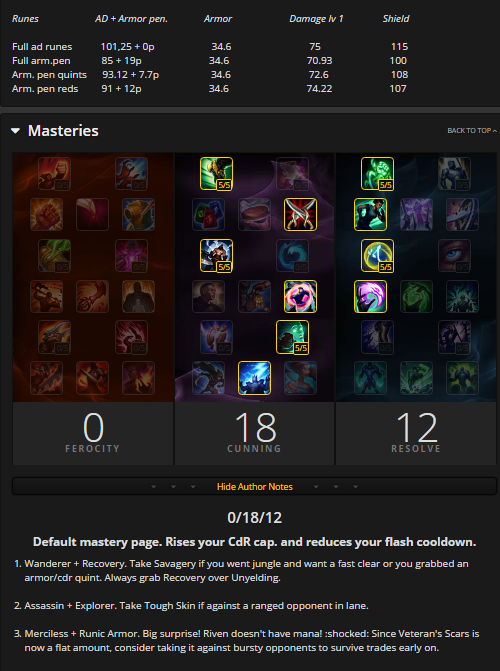 Runes AD + Armor pen. Armor Damage lv 1 Shield
Full ad runes 101,25 + 0p 34.6 75 115
Full arm.pen 85 + 19p 34.6 70.93 100
Arm. pen quints 93.12 + 7.7p 34.6 72.6 108
Arm. pen reds 91 + 12p 34.6 74.22 107
Masteries
BACK TO TOP
5/5 5/5
5/5 5/5
5/5
0 18 12
FEROCITY CUNNING RESOLVE
Hide Author Notes
0/18/12
Default mastery page. Rises your CdR cap. and reduces your flash cooldown.
1. Wanderer + Recovery. Take Savagery if you went jungle and want a fast clear or you grabbed an
armor/cdr quint. Always grab Recovery over Unyelding.
2. Assassin + Explorer. Take Tough Skin if against a ranged opponent in lane.
3. Merciless + Runic Armor. Big surprise! Riven doesn't have mana! :shocked: Since Veteran's Scars is
now a flat amount, consider taking it against bursty opponents to survive trades early on.